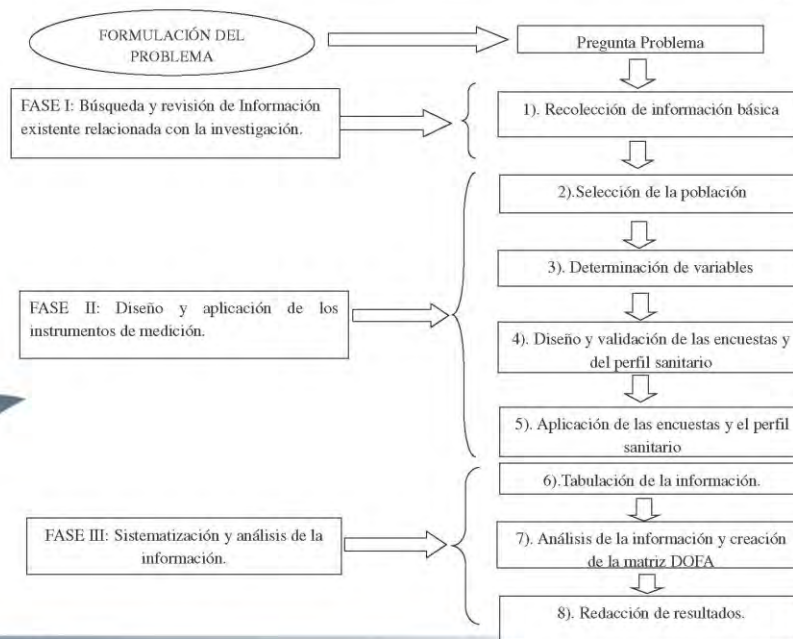 FORMULACIÓN DEL
PROBLEMA
Pregunta Problema
FASE I: Búsqueda y revisión de Información
existente relacionada con la investigación.
1). Recolección de información básica
2).Selección de la población
3). Determinación de variables
FASE II: Diseño y aplicación de los
instrumentos de medición.
4). Diseño y validación de las encuestas y
del perfil sanitario
5). Aplicación de las encuestas y el perfil
sanitario
6).Tabulación de la información.
FASE III: Sistematización y análisis de la
información.
7). Análisis de la información y creación
de la matriz DOFA
8). Redacción de resultados.